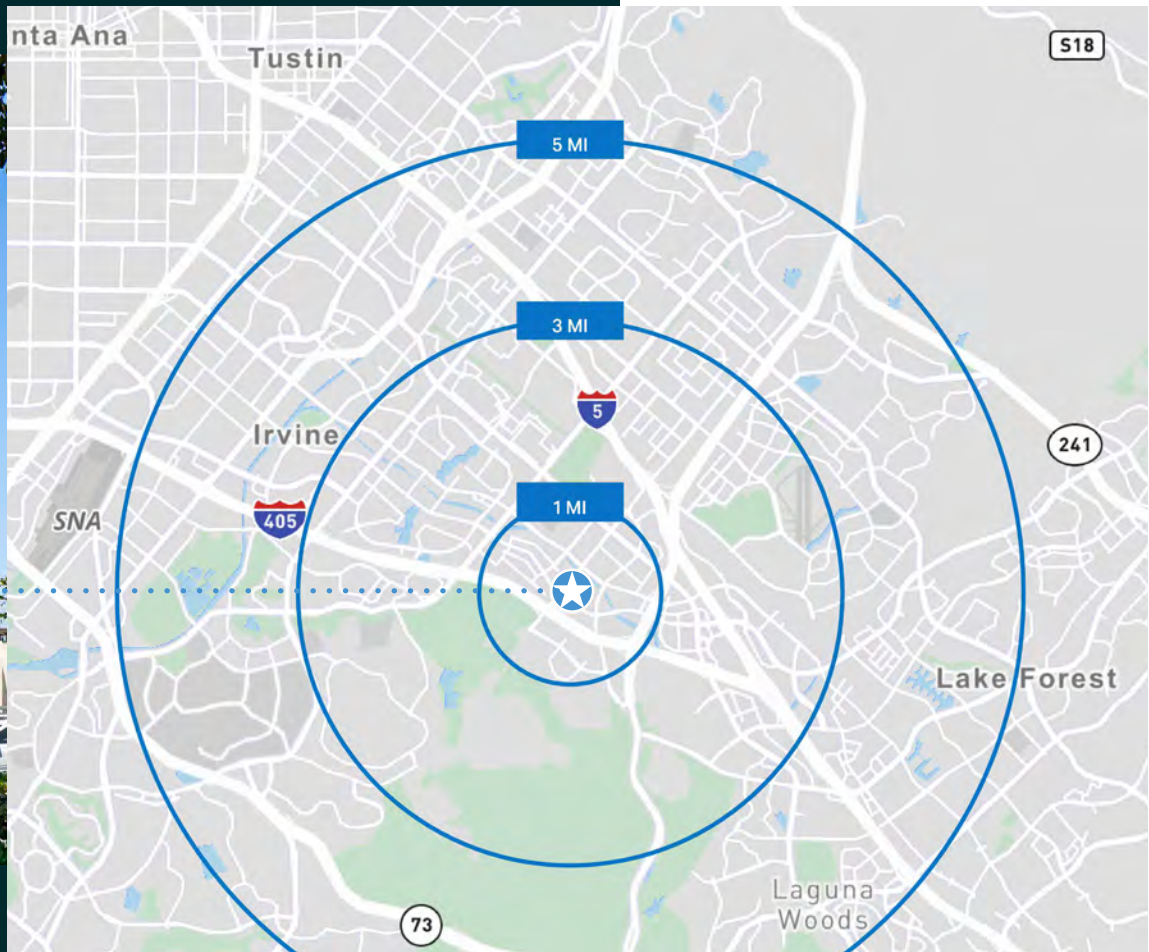 nta Ana
Tustin
S18
5 MI
3 MI
5
Irvine
241
1 MI
SNA
405
Lake Forest
Laguna
Woods
73